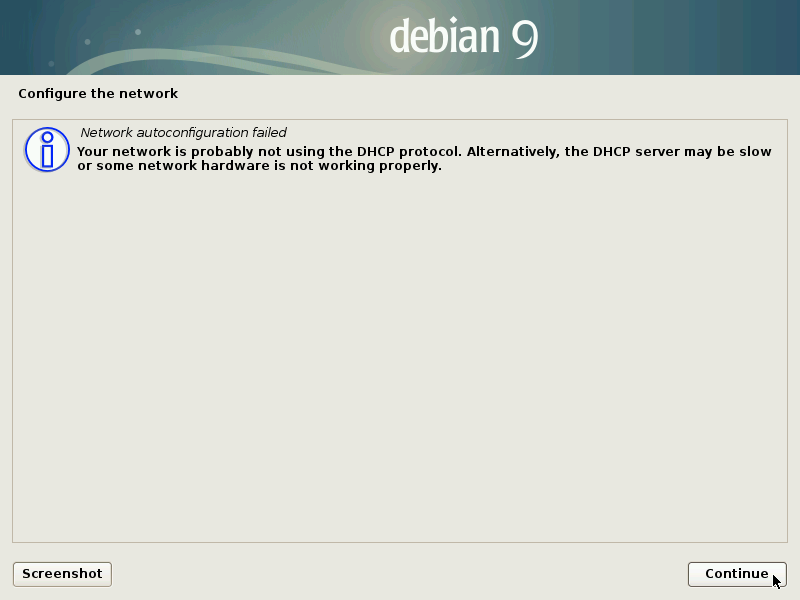 debian 9
Configure the network
Network autoconfiguration failed
Your network is probably not using the DHCP protocol. Alternatively, the DHCP server may be slow
or some network hardware is not working properly.
Screenshot
Continue